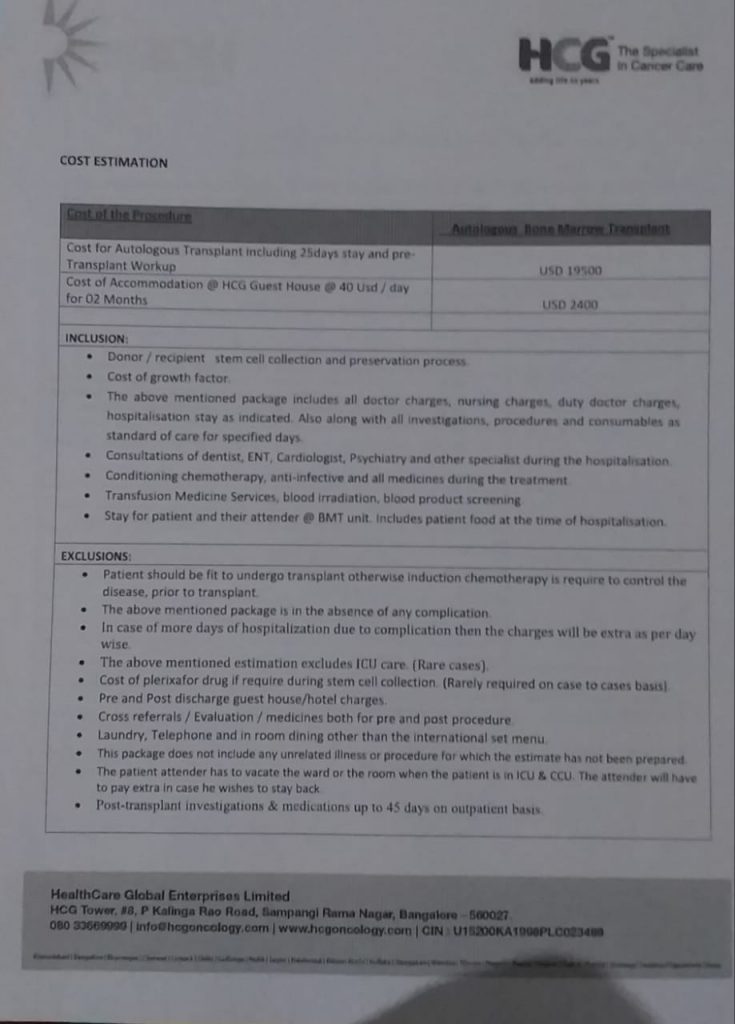 HCG The Specialist
in Cancer Care
adding life to years
COST ESTIMATION
Cost of the Procedure
Autologous Bone Marrow Transplant
Cost for Autologous Transplant including 25days stay and pre-
Transplant Workup
USD 19500
Cost of Accommodation @ HCG Guest House @ 40 Usd / day
for 02 Months
USD 2400
INCLUSION:
• Donor / recipient stem cell collection and preservation process.
• Cost of growth factor.
• The above mentioned package includes all doctor charges, nursing charges, duty doctor charges,
hospitalisation stay as indicated. Also along with all investigations, procedures and consumables as
standard of care for specified days.
• Consultations of dentist, ENT, Cardiologist, Psychiatry and other specialist during the hospitalisation.
• Conditioning chemotherapy, anti-infective and all medicines during the treatment.
• Transfusion Medicine Services, blood irradiation, blood product screening.
• Stay for patient and their attender @ BMT unit. Includes patient food at the time of hospitalisation.
EXCLUSIONS:
• Patient should be fit to undergo transplant otherwise induction chemotherapy is require to control the
disease, prior to transplant.
• The above mentioned package is in the absence of any complication.
• In case of more days of hospitalization due to complication then the charges will be extra as per day
wise.
• The above mentioned estimation excludes ICU care. (Rare cases).
• Cost of plerixafor drug if require during stem cell collection. (Rarely required on case to cases basis).
• Pre and Post discharge guest house/hotel charges.
• Cross referrals / Evaluation / medicines both for pre and post procedure.
• Laundry, Telephone and in room dining other than the international set menu.
• This package does not include any unrelated illness or procedure for which the estimate has not been prepared.
• The patient attender has to vacate the ward or the room when the patient is in ICU & CCU. The attender will have
to pay extra in case he wishes to stay back.
• Post-transplant investigations & medications up to 45 days on outpatient basis.
HealthCare Global Enterprises Limited
HCG Tower, #8, P Kalinga Rao Road, Sampangi Rama Nagar, Bangalore - 560027
080 33669999 | info@hcgoncology.com | www.hcgoncology.com | CIN : U15200KA1998PLC023489